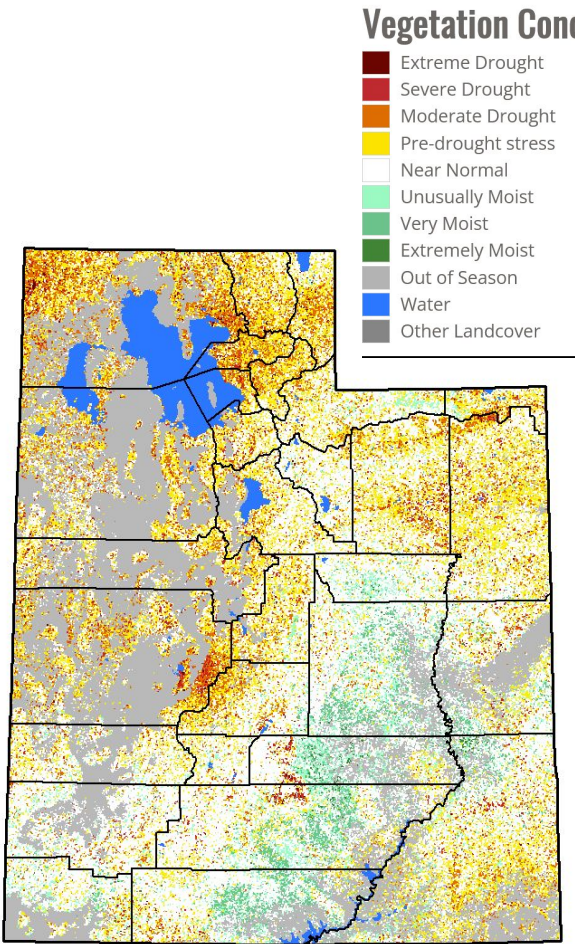 Vegetation Cond
Extreme Drought
Severe Drought
Moderate Drought
Pre-drought stress
Near Normal
Unusually Moist
Very Moist
Extremely Moist
Out of Season
Water
Other Landcover